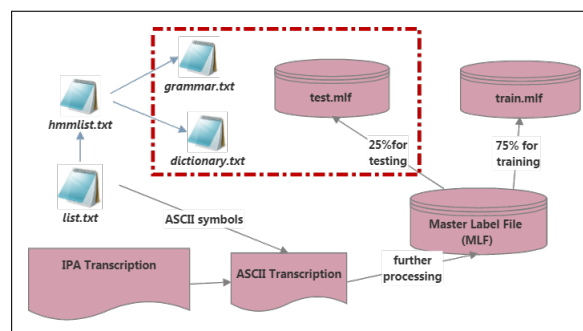 grammar.txt
hmmlist.txt
test.mlf
train.mlf
dictionary.txt
25%for
testing
75% for
training
list.txt
ASCII symbols
Master Label File
(MLF)
IPA Transcription
ASCII Transcription
further
processing